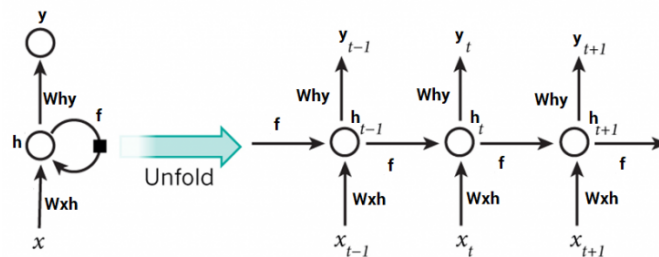 y
Why
f
h
Wxh
x
Unfold
y t-1
y t
y t+1
Why
Why
Why
h t-1
h t
h t+1
f
f
f
f
Wxh
Wxh
Wxh
x t-1
x t
x t+1